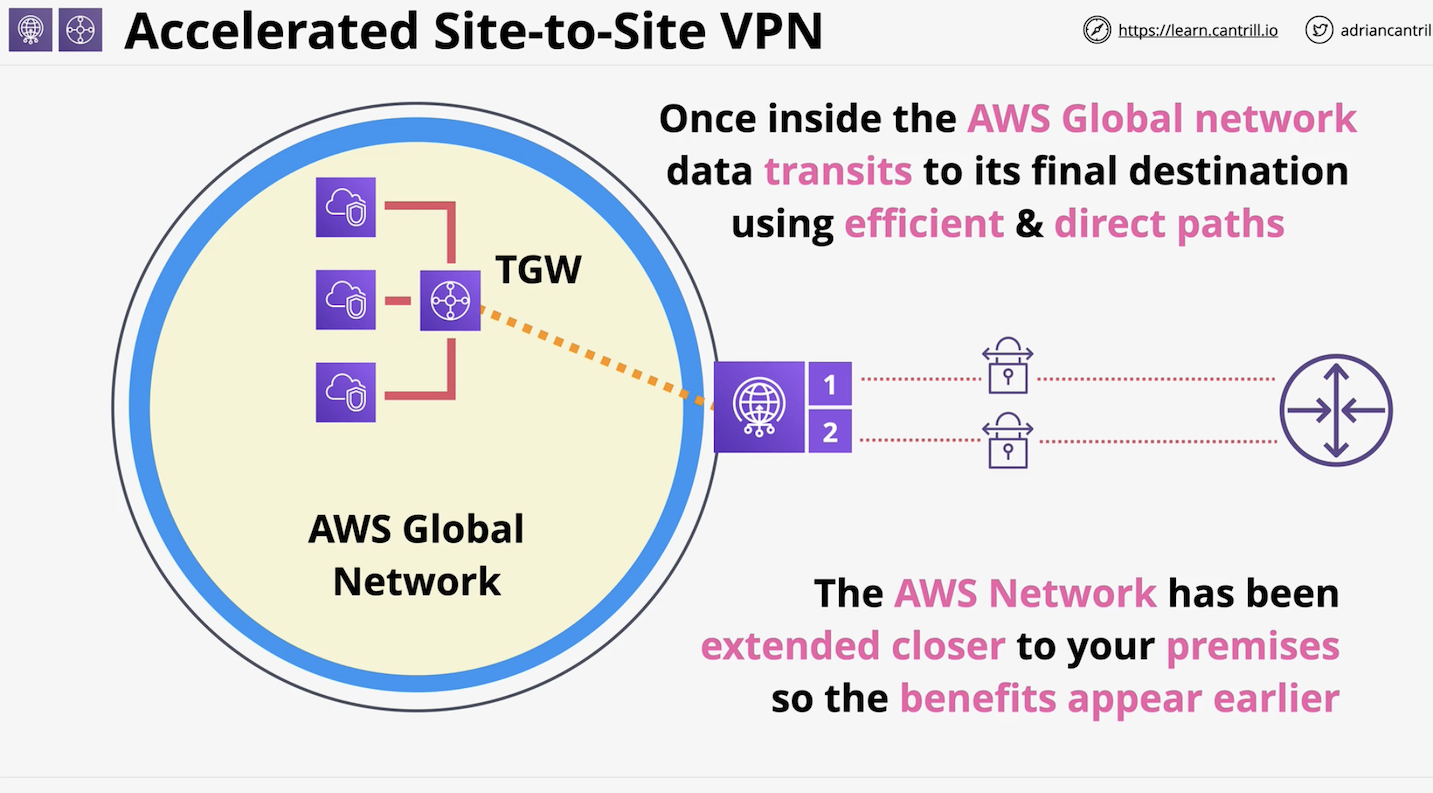 Accelerated Site-to-Site VPN
https://learn.cantrill.io
adriancantril
Once inside the AWS Global network
data transits to its final destination
using efficient & direct paths
TGW
1
2
AWS Global
Network
The AWS Network has been
extended closer to your premises
so the benefits appear earlier